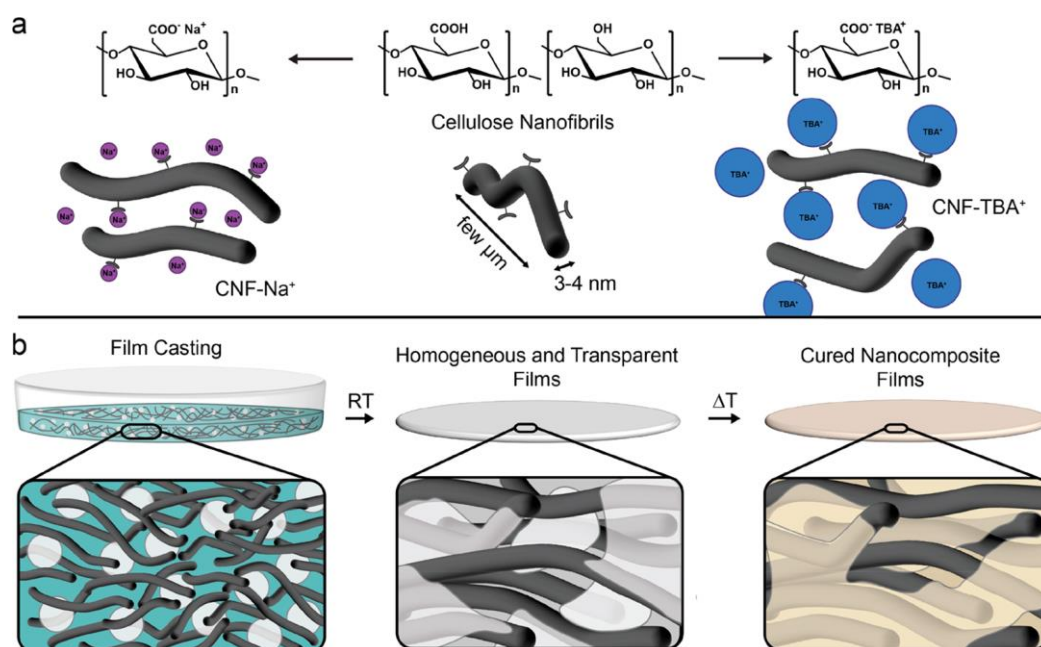 a
COO⁻ Na⁺
O
O
HO
OH
O
n
COOH
O
O
HO
OH
O
n
OH
O
O
HO
OH
O
n
COO⁻ TBA⁺
O
O
HO
OH
O
n
Cellulose Nanofibrils
Na⁺
Na⁺
Na⁺
Na⁺
Na⁺
Na⁺
Na⁺
Na⁺
Na⁺
Na⁺
CNF-Na⁺
few µm
3-4 nm
TBA⁺
TBA⁺
TBA⁺
TBA⁺
TBA⁺
TBA⁺
TBA⁺
CNF-TBA⁺
b
Film Casting
RT
Homogeneous and Transparent
Films
ΔT
Cured Nanocomposite
Films